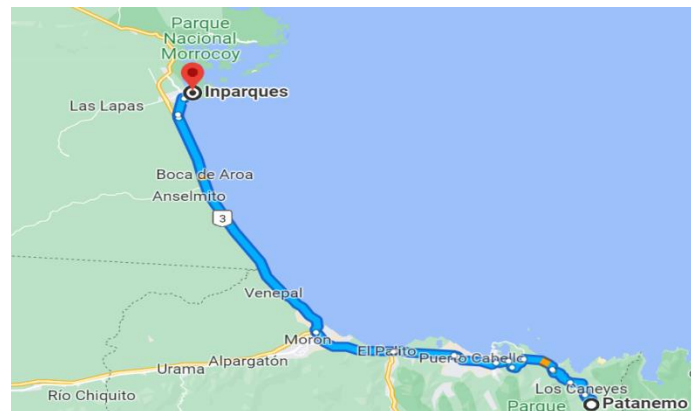 Parque
Nacional
Morrocoy
Inparques
Las Lapas
Boca de Aroa
Anselmito
3
Venepal
Morón
El Palito
Puerto Cabello
Alpargatón
Urama
Río Chiquito
Los Caneyes
Patanemo
Parque